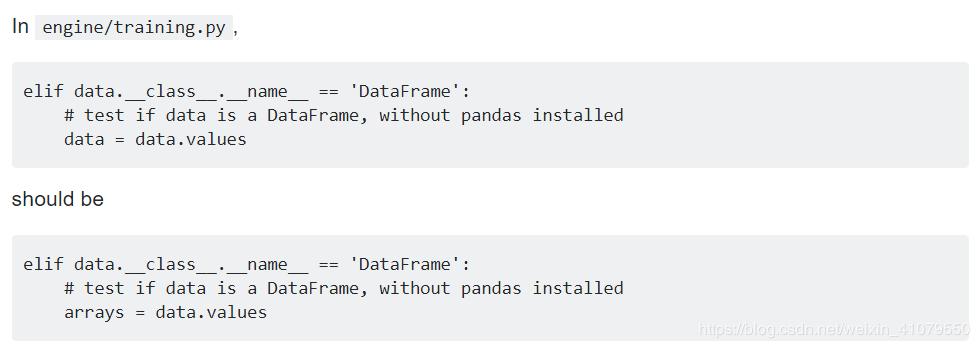 In engine/training.py,
elif data.__class__.__name__ == 'DataFrame':
    # test if data is a DataFrame, without pandas installed
    data = data.values
should be
elif data.__class__.__name__ == 'DataFrame':
    # test if data is a DataFrame, without pandas installed
    arrays = data.values
https://blog.csdn.net/weixin_41079650